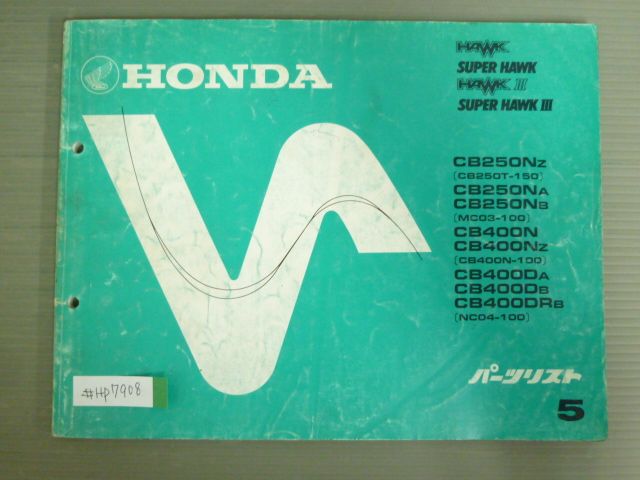 HONDA
HAWK
SUPER HAWK
HAWK III
SUPER HAWK III
CB250NZ
(CB250T-150)
CB250NA
CB250NB
(MC03-100)
CB400N
CB400NZ
(CB400N-100)
CB400DA
CB400DB
CB400DRB
(NC04-100)
パーツリスト
5
#HP7908